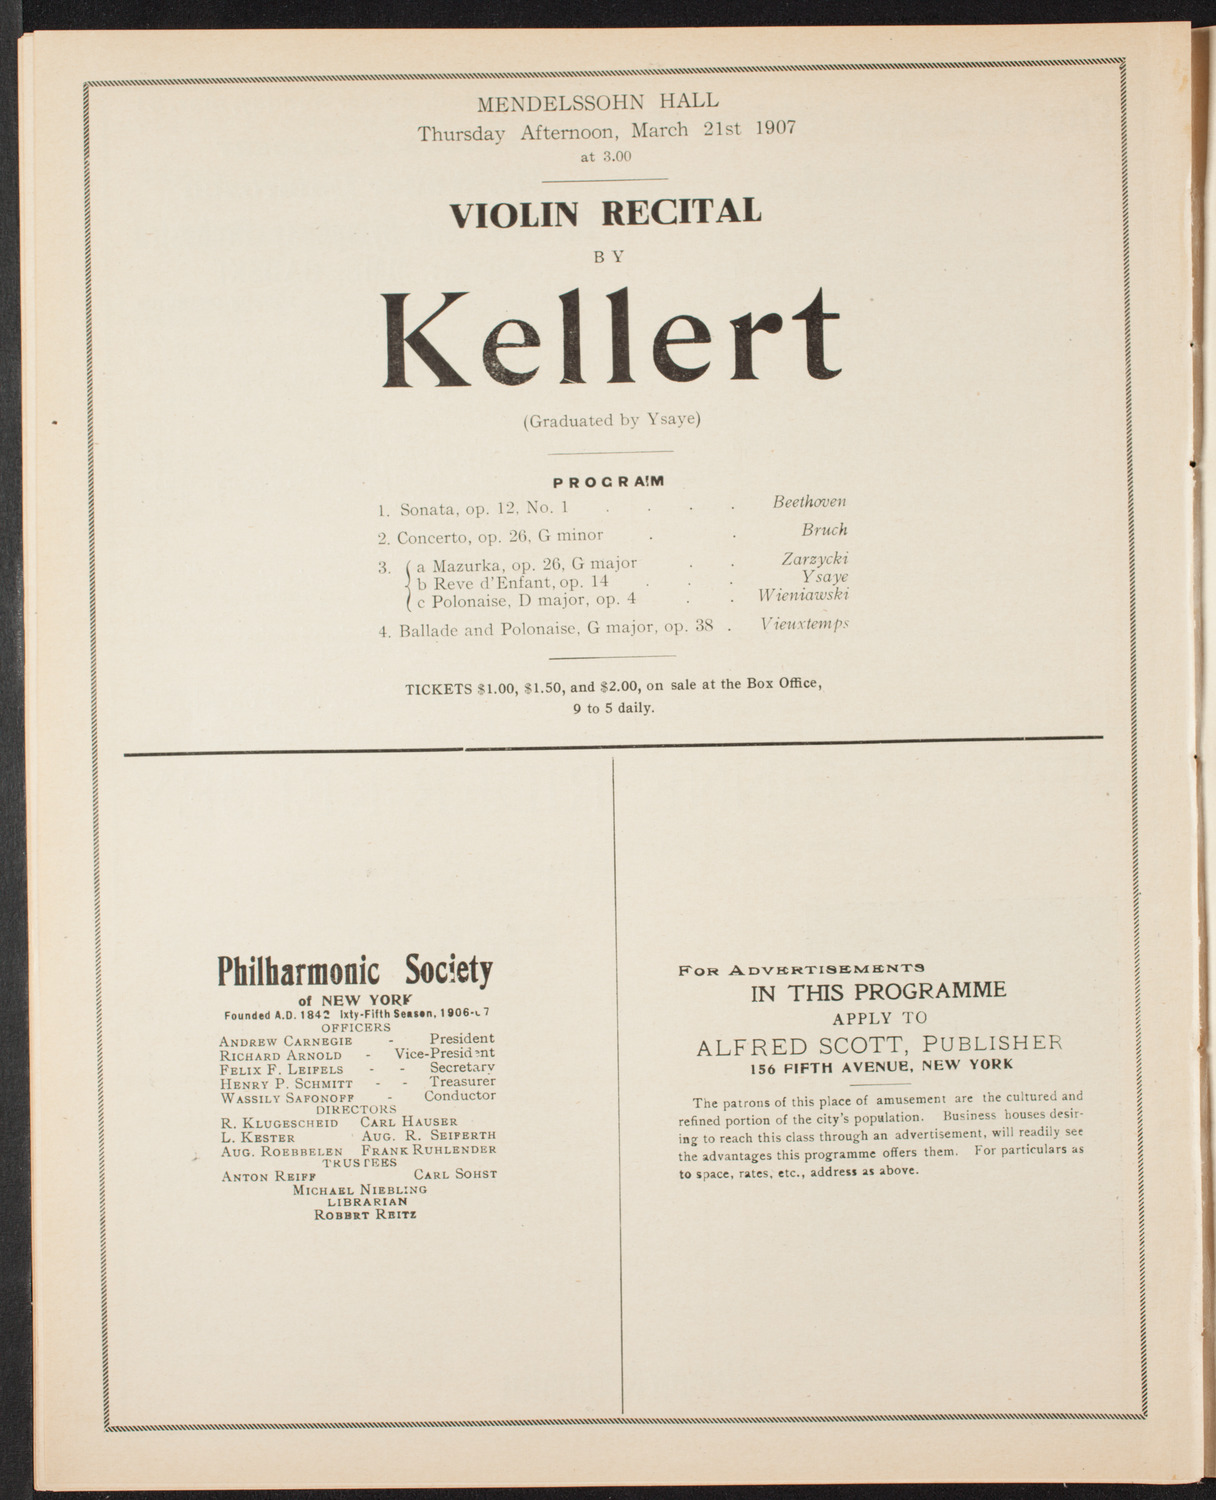 MENDELSSOHN HALL
Thursday Afternoon, March 21st 1907
at 3.00
VIOLIN RECITAL
BY
Kellert
(Graduated by Ysaye)
PROGRAM
1. Sonata, op. 12, No. 1 . . . . Beethoven
2. Concerto, op. 26, G minor . . Bruch
3. a Mazurka, op. 26, G major . . Zarzycki
b Reve d'Enfant, op. 14 . . . Ysaye
c Polonaise, D major, op. 4 . . Wieniawski
4. Ballade and Polonaise, G major, op. 38 . Vieuxtemps
TICKETS $1.00, $1.50, and $2.00, on sale at the Box Office,
9 to 5 daily.
Philharmonic Society
of NEW YORK
Founded A.D. 1842 Ixty-Fifth Season, 1906-07
OFFICERS
ANDREW CARNEGIE - President
RICHARD ARNOLD - Vice-President
FELIX F. LEIFELS - - Secretary
HENRY P. SCHMITT - - Treasurer
WASSILY SAFONOFF - Conductor
DIRECTORS
R. KLUGESCHEID CARL HAUSER
L. KESTER AUG. R. SEIFERTH
AUG. ROEBBELEN FRANK RUHLENDER
TRUSTEES
ANTON REIFF CARL SOHST
MICHAEL NIEBLING
LIBRARIAN
ROBERT REITZ
FOR ADVERTISEMENTS
IN THIS PROGRAMME
APPLY TO
ALFRED SCOTT, PUBLISHER
156 FIFTH AVENUE, NEW YORK
The patrons of this place of amusement are the cultured and
refined portion of the city's population. Business houses desir-
ing to reach this class through an advertisement, will readily see
the advantages this programme offers them. For particulars as
to space, rates, etc., address as above.